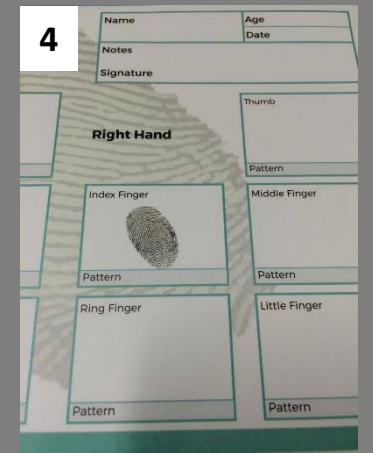 4
Name
Age
Date
Notes
Signature
Right Hand
Thumb
Pattern
Index Finger
Pattern
Middle Finger
Pattern
Ring Finger
Pattern
Little Finger
Pattern